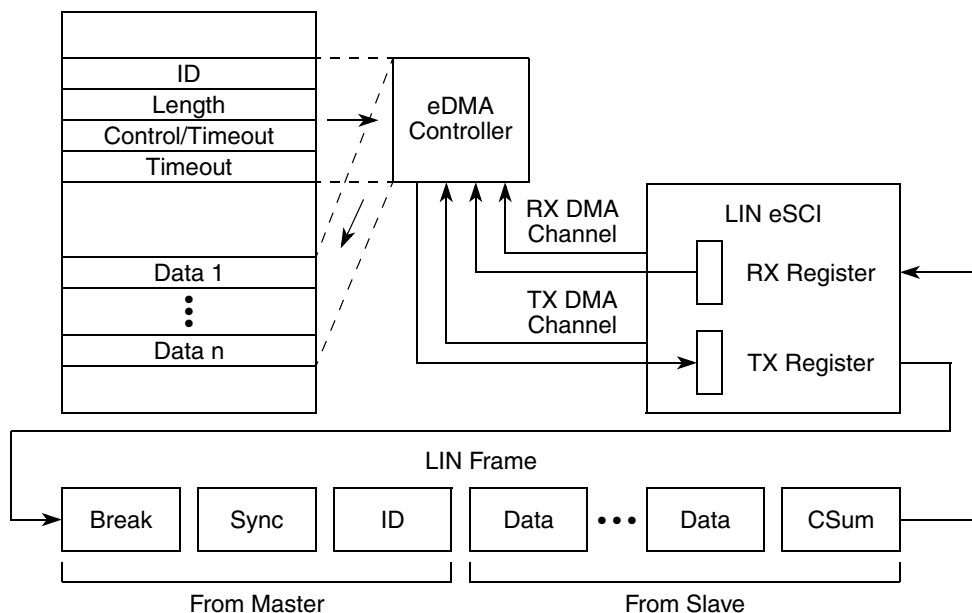 ID
Length
Control/Timeout
Timeout
Data 1
Data n
eDMA
Controller
RX DMA
Channel
TX DMA
Channel
LIN eSCI
RX Register
TX Register
LIN Frame
Break
Sync
ID
Data
Data
CSum
From Master
From Slave